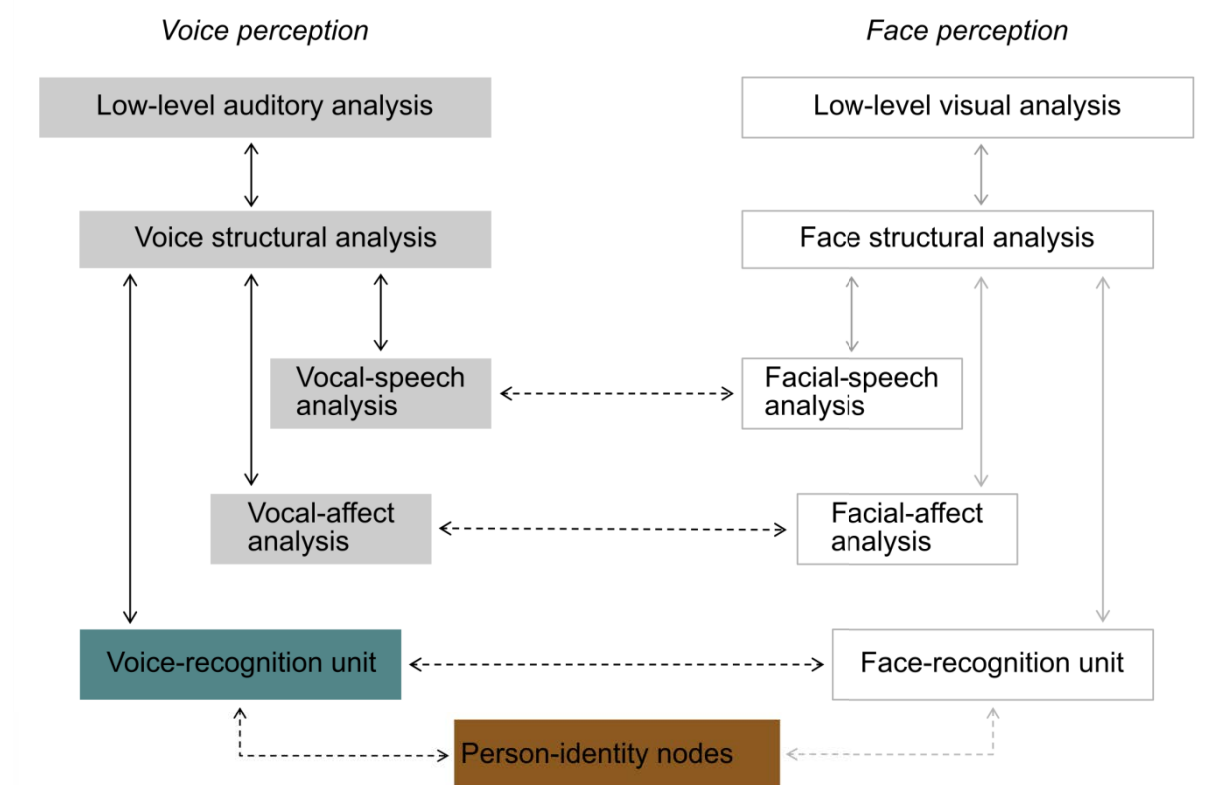 Voice perception
Face perception
Low-level auditory analysis
Low-level visual analysis
Voice structural analysis
Face structural analysis
Vocal-speech
analysis
Facial-speech
analysis
Vocal-affect
analysis
Facial-affect
analysis
Voice-recognition unit
Face-recognition unit
Person-identity nodes